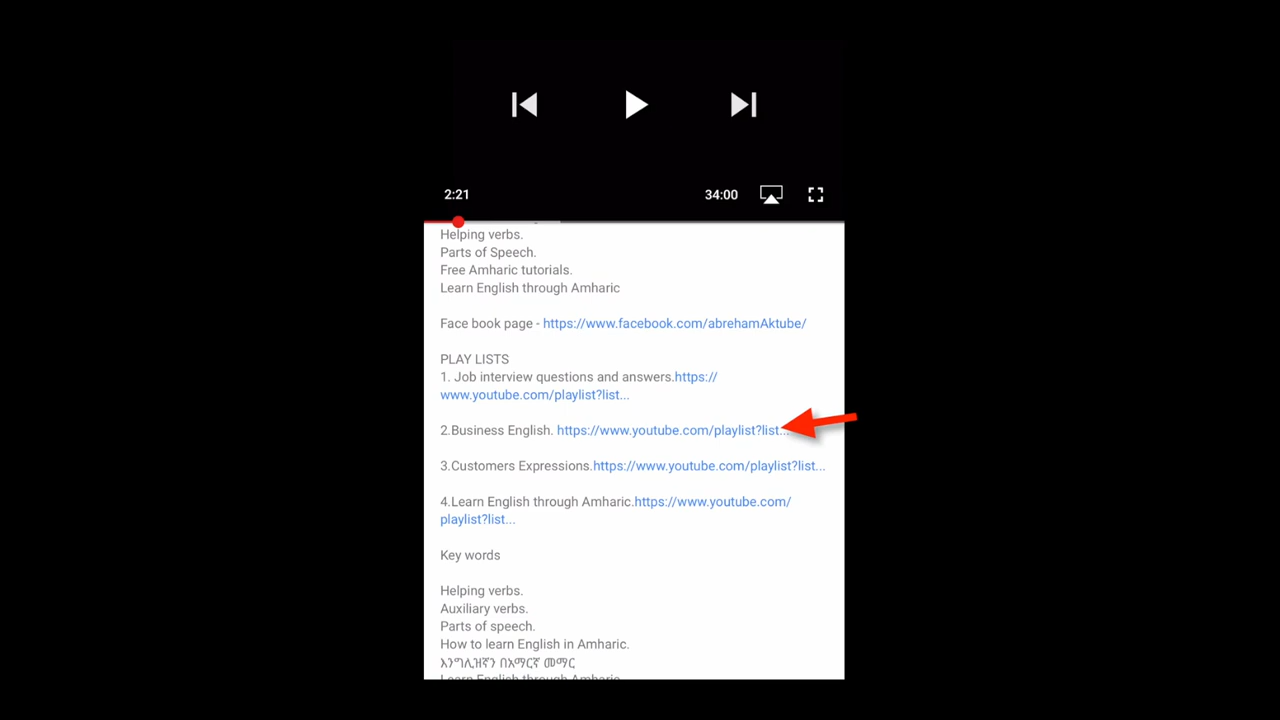 2:21
34:00
Helping verbs.
Parts of Speech.
Free Amharic tutorials.
Learn English through Amharic
Face book page - https://www.facebook.com/abrehamAktube/
PLAY LISTS
1. Job interview questions and answers.https://
www.youtube.com/playlist?list...
2.Business English. https://www.youtube.com/playlist?list...
3.Customers Expressions.https://www.youtube.com/playlist?list...
4.Learn English through Amharic.https://www.youtube.com/
playlist?list...
Key words
Helping verbs.
Auxiliary verbs.
Parts of speech.
How to learn English in Amharic.
እንግሊዝኛን በአማርኛ መማር
Learn English through Amharic